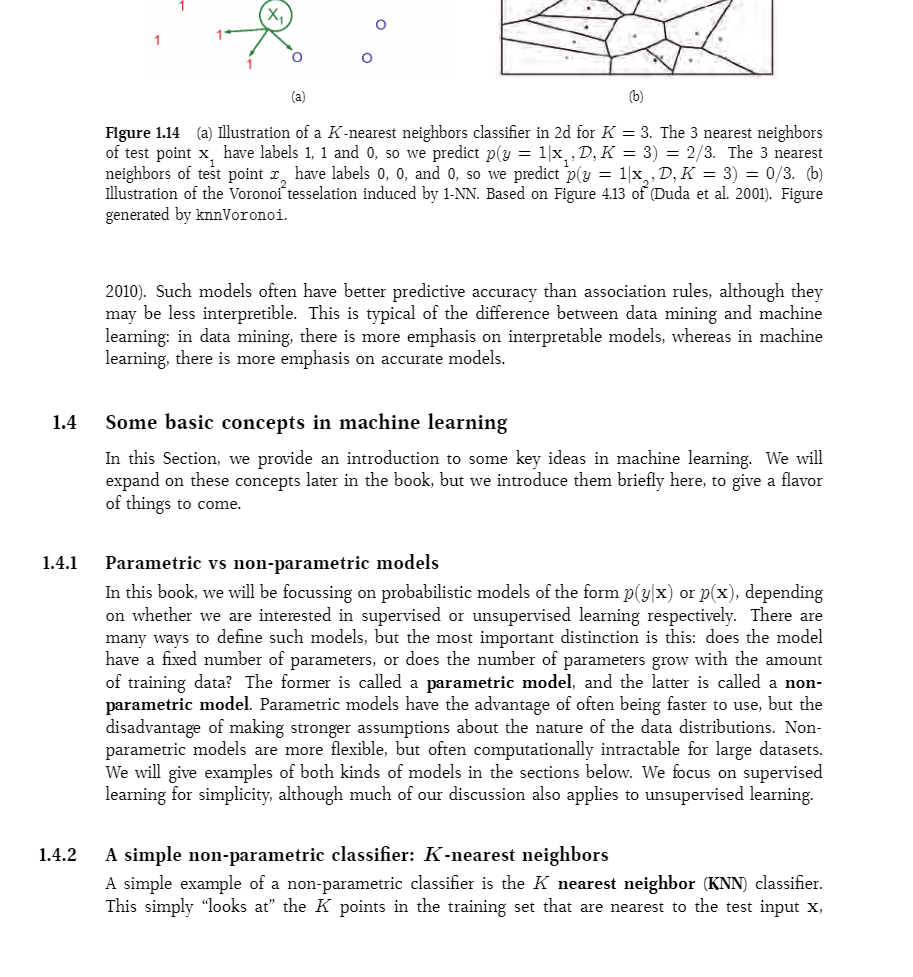 1
X1
1
1
1
O
O
O
(a)
(b)
Figure 1.14 (a) Illustration of a K-nearest neighbors classifier in 2d for K = 3. The 3 nearest neighbors
of test point x1 have labels 1, 1 and 0, so we predict p(y = 1|x1, D, K = 3) = 2/3. The 3 nearest
neighbors of test point x2 have labels 0, 0, and 0, so we predict p(y = 1|x2, D, K = 3) = 0/3. (b)
Illustration of the Voronoi tesselation induced by 1-NN. Based on Figure 4.13 of (Duda et al. 2001). Figure
generated by knnVoronoi.
2010). Such models often have better predictive accuracy than association rules, although they
may be less interpretible. This is typical of the difference between data mining and machine
learning: in data mining, there is more emphasis on interpretable models, whereas in machine
learning, there is more emphasis on accurate models.
1.4 Some basic concepts in machine learning
In this Section, we provide an introduction to some key ideas in machine learning. We will
expand on these concepts later in the book, but we introduce them briefly here, to give a flavor
of things to come.
1.4.1 Parametric vs non-parametric models
In this book, we will be focussing on probabilistic models of the form p(y|x) or p(x), depending
on whether we are interested in supervised or unsupervised learning respectively. There are
many ways to define such models, but the most important distinction is this: does the model
have a fixed number of parameters, or does the number of parameters grow with the amount
of training data? The former is called a parametric model, and the latter is called a non-
parametric model. Parametric models have the advantage of often being faster to use, but the
disadvantage of making stronger assumptions about the nature of the data distributions. Non-
parametric models are more flexible, but often computationally intractable for large datasets.
We will give examples of both kinds of models in the sections below. We focus on supervised
learning for simplicity, although much of our discussion also applies to unsupervised learning.
1.4.2 A simple non-parametric classifier: K-nearest neighbors
A simple example of a non-parametric classifier is the K nearest neighbor (KNN) classifier.
This simply “looks at” the K points in the training set that are nearest to the test input x,